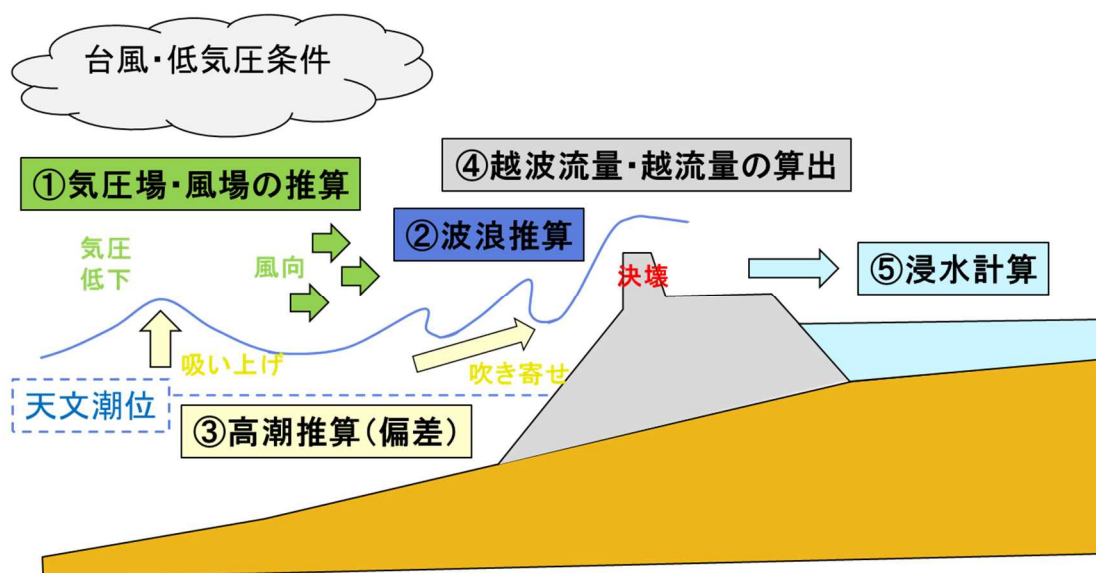 台風・低気圧条件
④越波流量・越流量の算出
①気圧場・風場の推算
②波浪推算
気圧
低下
風向
決壊
⑤浸水計算
吸い上げ
吹き寄せ
天文潮位
③高潮推算(偏差)